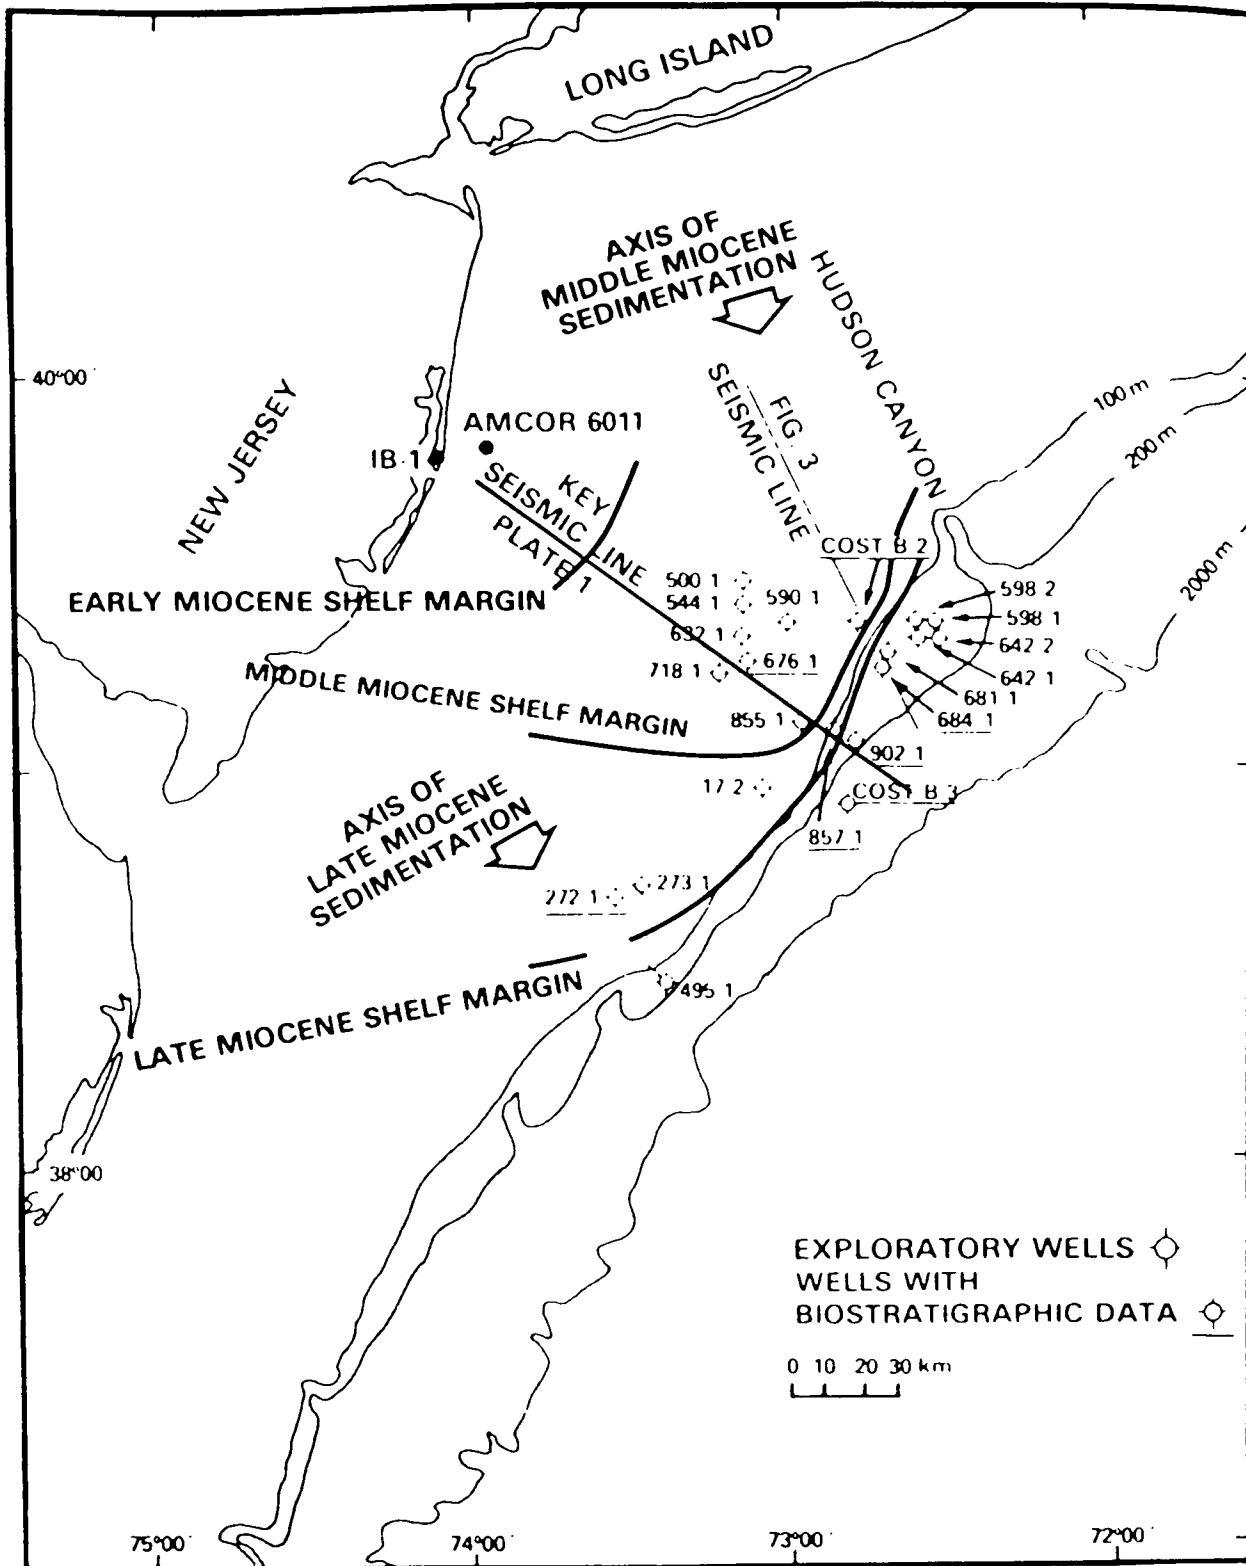 LONG ISLAND
AXIS OF
MIDDLE MIOCENE
SEDIMENTATION
HUDSON CANYON
40°00'
NEW JERSEY
FIG. 3
SEISMIC LINE
100 m
200 m
2000 m
AMCOR 6011
IB-1
KEY
SEISMIC LINE
PLATE 1
COST B 2
EARLY MIOCENE SHELF MARGIN
500 1
544 1
590 1
632 1
676 1
718 1
598 2
598 1
642 2
642 1
681 1
684 1
MIDDLE MIOCENE SHELF MARGIN
855 1
902 1
17 2
COST B 3
857 1
AXIS OF
LATE MIOCENE
SEDIMENTATION
272 1
273 1
495 1
LATE MIOCENE SHELF MARGIN
38°00
EXPLORATORY WELLS
WELLS WITH
BIOSTRATIGRAPHIC DATA
0 10 20 30 km
75°00'
74°00'
73°00'
72°00'